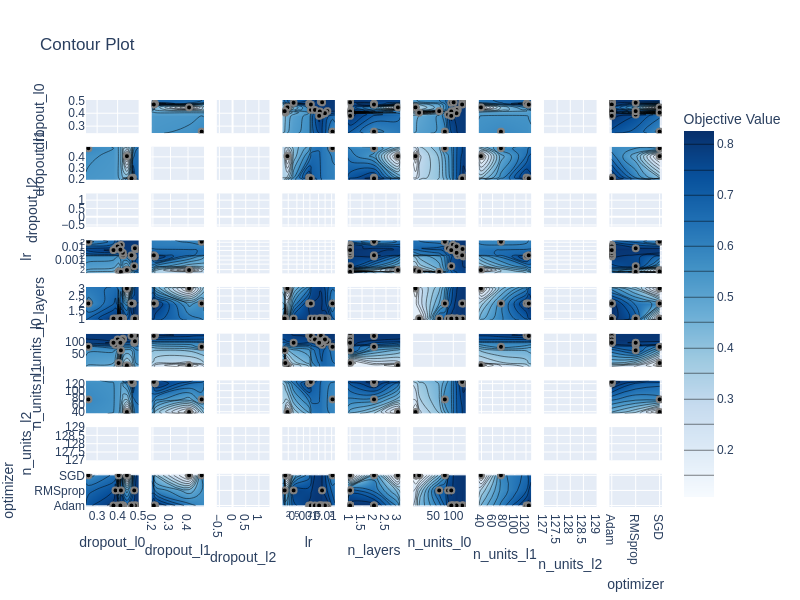 Contour Plot
Objective Value
0.8
0.7
0.6
0.5
0.4
0.3
0.2
dropout_l0
0.5
0.4
0.3
dropout_l1
0.4
0.3
0.2
dropout_l2
1
0.5
0
−0.5
lr
0.01
0.001
n_layers
3
2.5
2
1
n_units_l0
100
50
n_units_l1
120
100
80
60
40
n_units_l2
129
128.5
128
127.5
127
optimizer
SGD
RMSprop
Adam
0.3 0.4 0.5
0.2 0.3 0.4
−0.5 0 0.5 1
1 1.5 2 2.5 3
50 100
40 60 80 100 120
127 127.5 128 128.5 129
Adam RMSprop SGD
dropout_l0
dropout_l1
dropout_l2
lr
n_layers
n_units_l0
n_units_l1
n_units_l2
optimizer